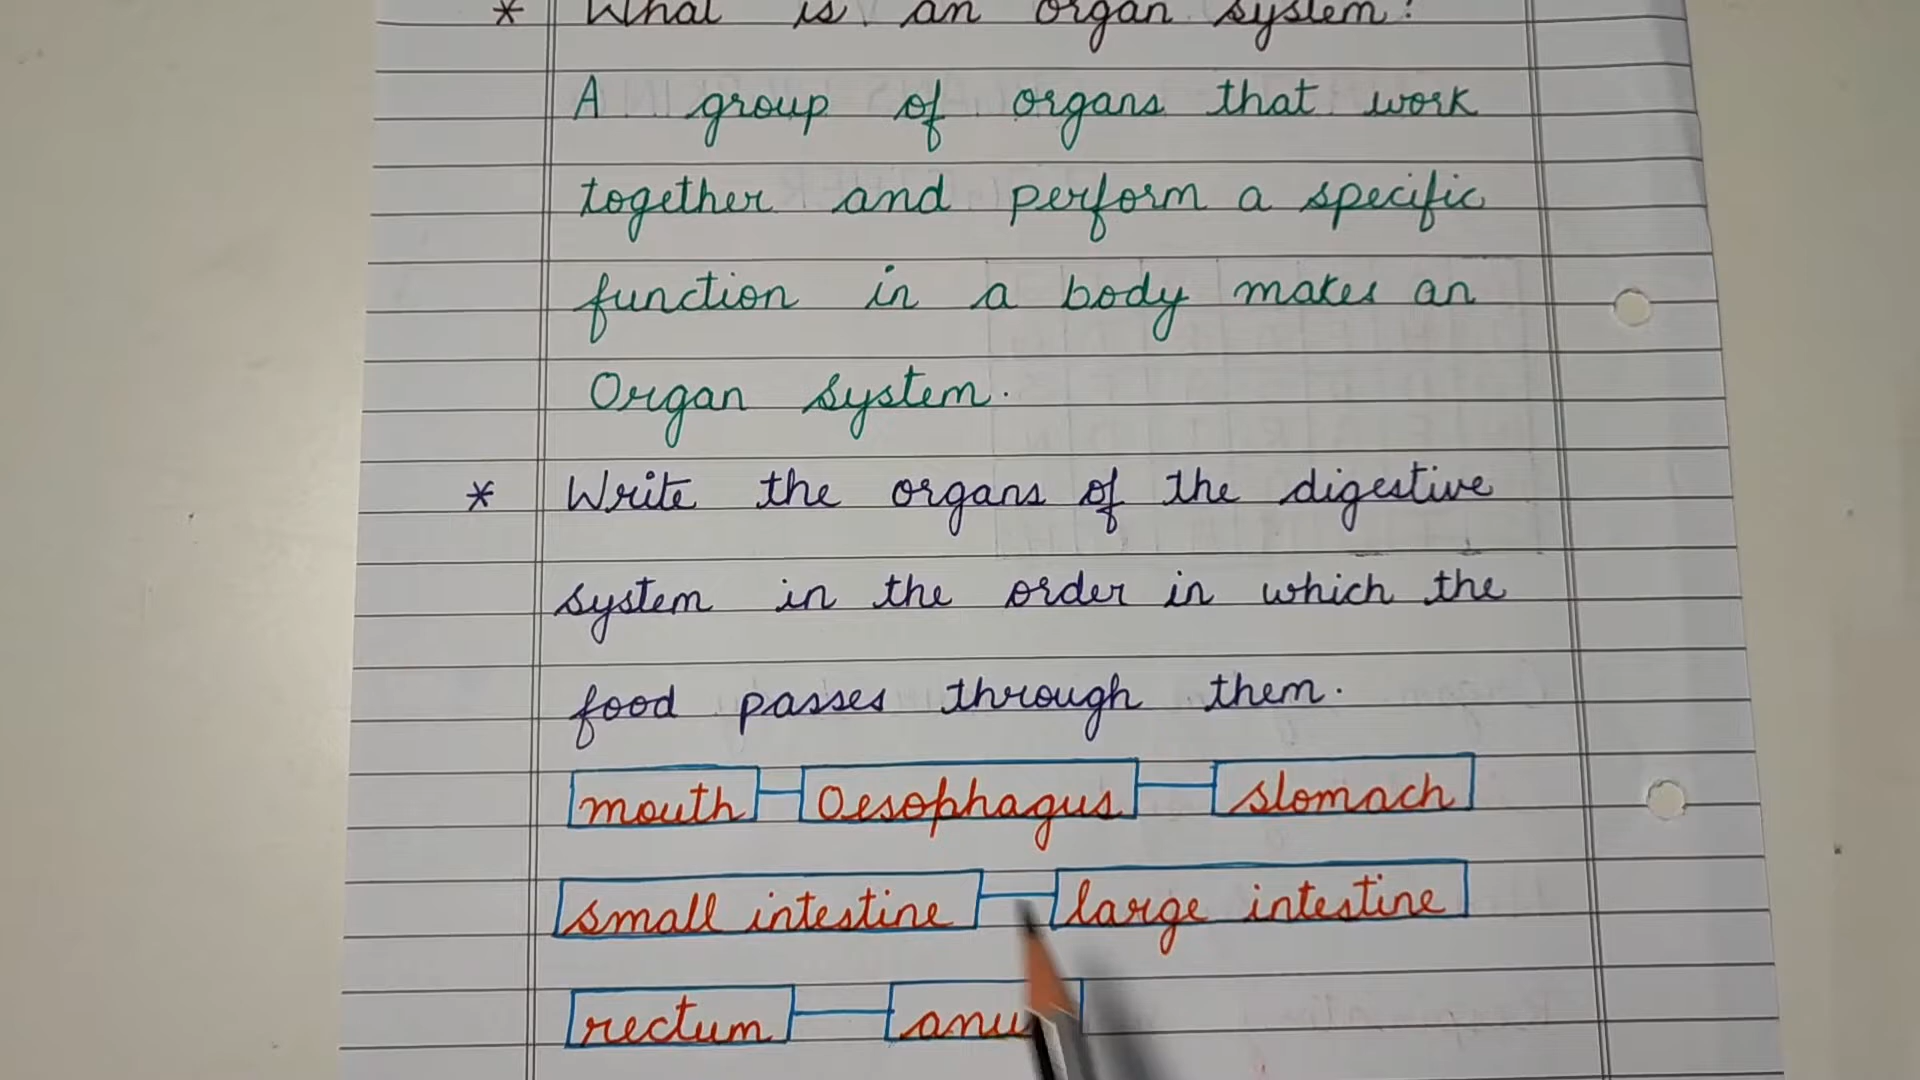 * What is an organ system?
A group of organs that work
together and perform a specific
function in a body makes an
Organ system.
* Write the organs of the digestive
system in the order in which the
food passes through them.
mouth Oesophagus stomach
small intestine large intestine
rectum